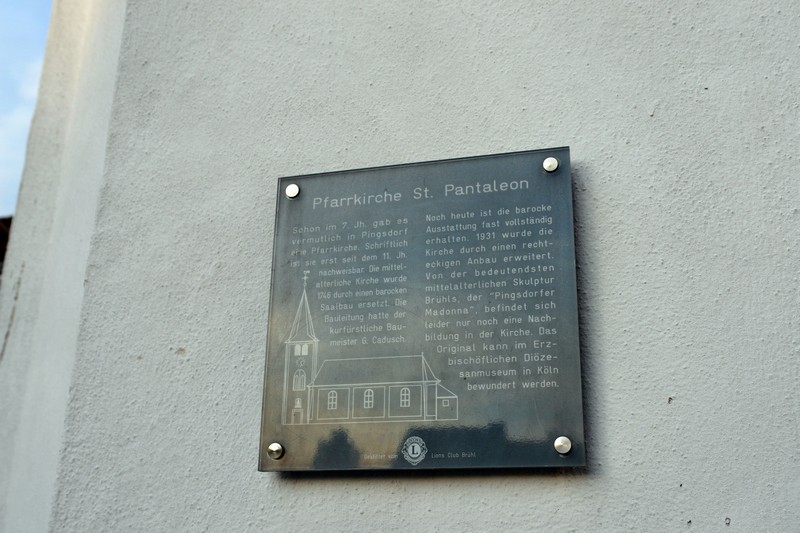 Pfarrkirche St. Pantaleon
Schon im 7. Jh. gab es
vermutlich in Pingsdorf
eine Pfarrkirche. Schriftlich
ist sie erst seit dem 11. Jh.
nachweisbar. Die mittel-
alterliche Kirche wurde
1746 durch einen barocken
Saalbau ersetzt. Die
Bauleitung hatte der
kurfürstliche Bau-
meister G. Cadusch.
Noch heute ist die barocke
Ausstattung fast vollständig
erhalten. 1931 wurde die
Kirche durch einen recht-
eckigen Anbau erweitert.
Von der bedeutendsten
mittelalterlichen Skulptur
Brühls, der "Pingsdorfer
Madonna", befindet sich
leider nur noch eine Nach-
bildung in der Kirche. Das
Original kann im Erz-
bischöflichen Diöze-
sanmuseum in Köln
bewundert werden.
Gestiftet vom L Lions Club Brühl